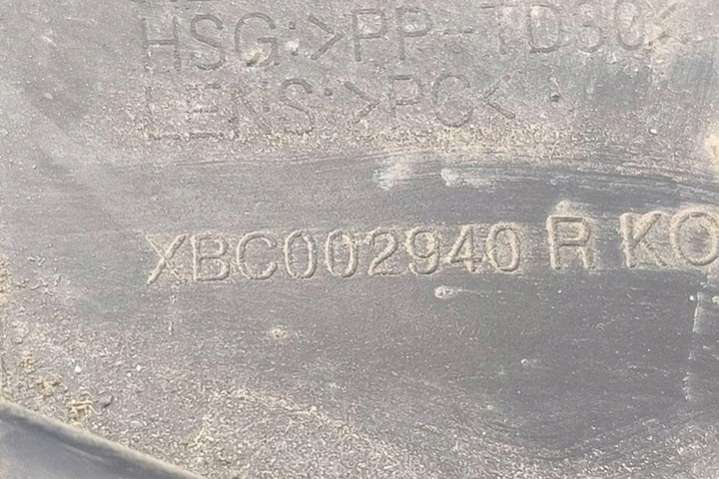 HSG:>PP-TD30<
LENS:>PC<
XBC002940 R KO